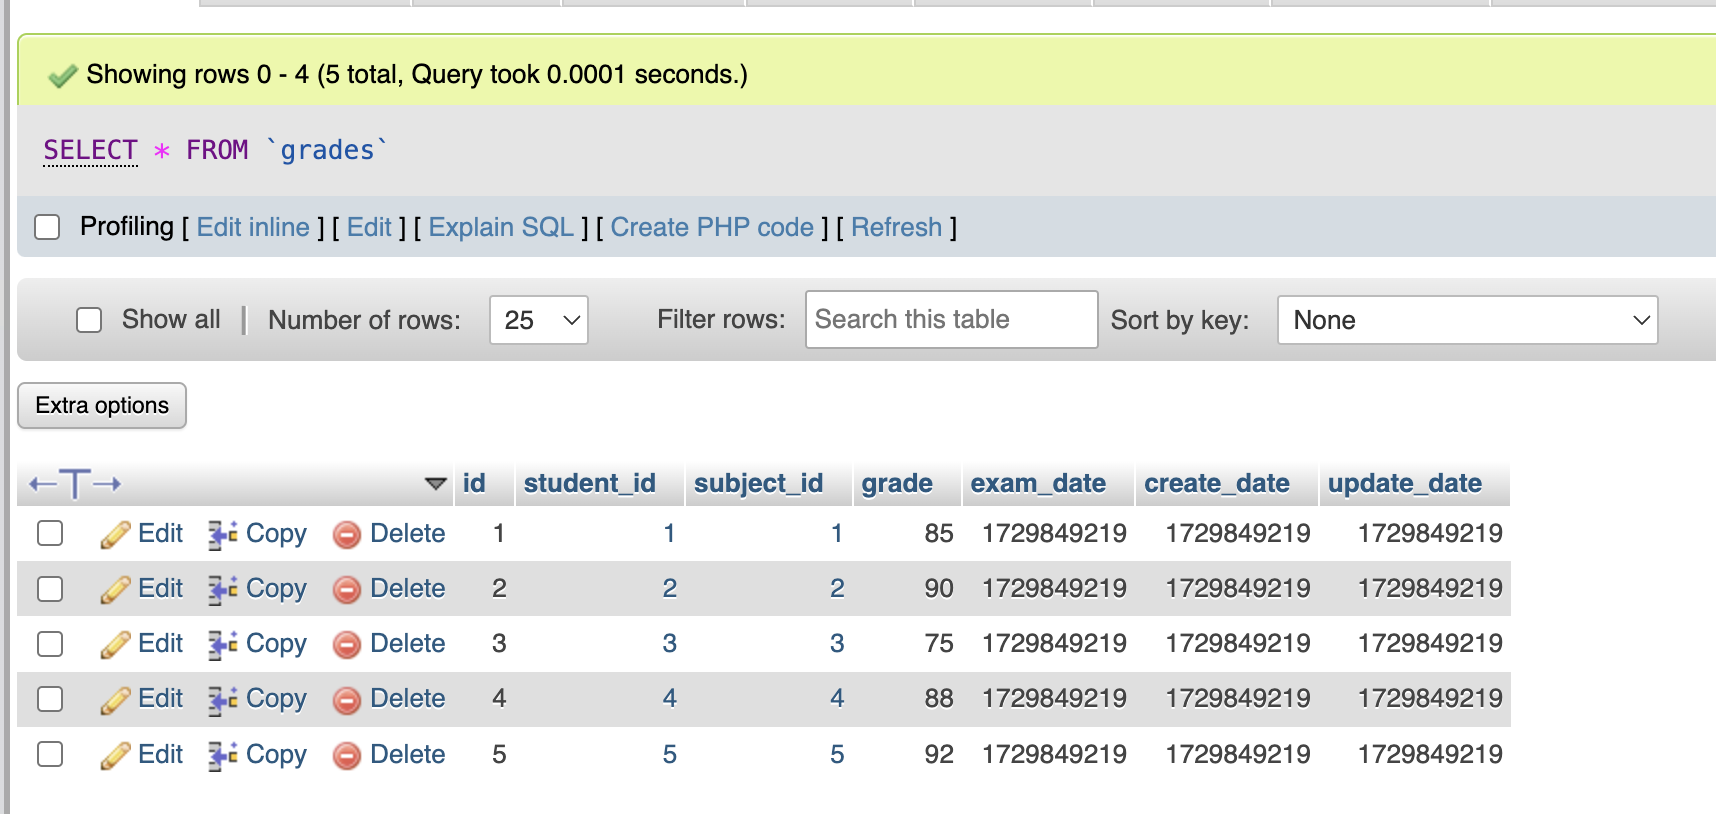 Showing rows 0 - 4 (5 total, Query took 0.0001 seconds.)
SELECT * FROM `grades`
Profiling [ Edit inline ] [ Edit ] [ Explain SQL ] [ Create PHP code ] [ Refresh ]
Show all | Number of rows: 25 Filter rows: Search this table Sort by key: None
Extra options
id student_id subject_id grade exam_date create_date update_date
Edit Copy Delete 1 1 1 85 1729849219 1729849219 1729849219
Edit Copy Delete 2 2 2 90 1729849219 1729849219 1729849219
Edit Copy Delete 3 3 3 75 1729849219 1729849219 1729849219
Edit Copy Delete 4 4 4 88 1729849219 1729849219 1729849219
Edit Copy Delete 5 5 5 92 1729849219 1729849219 1729849219